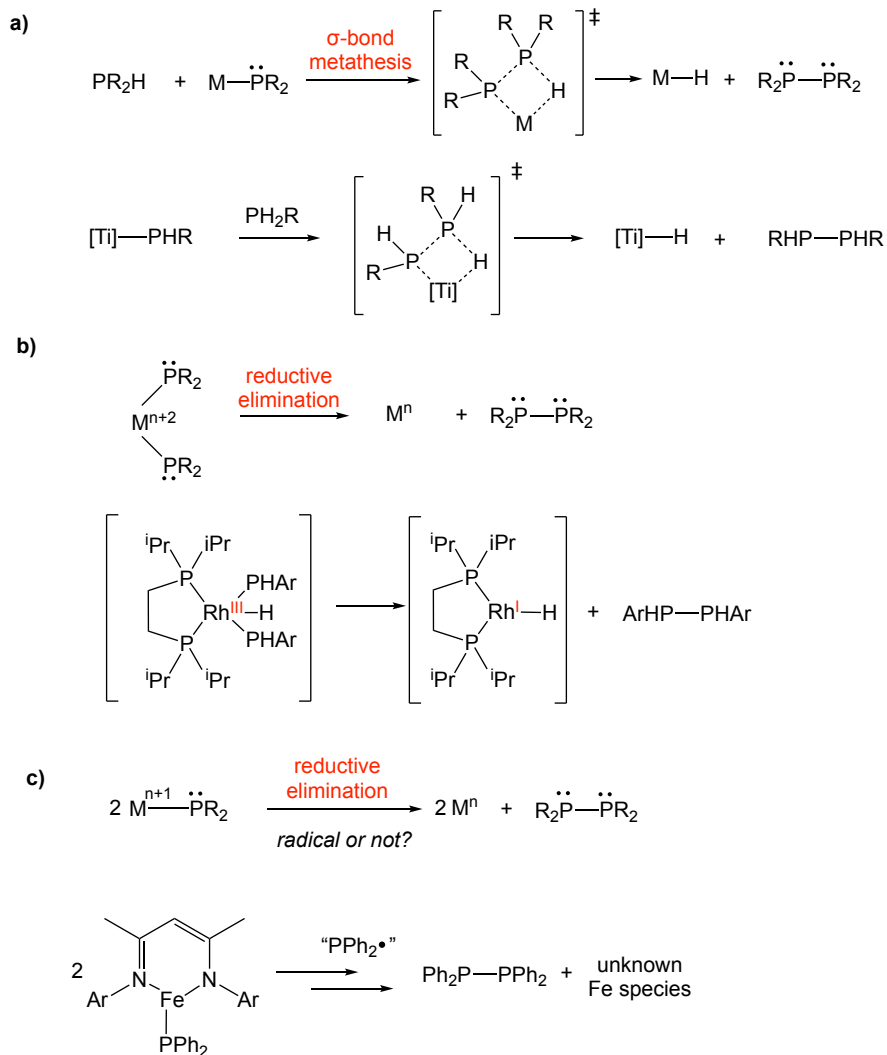 a)
PR2H + M PR2 σ-bond metathesis R R P P R R H M ‡ M H + R2P PR2
[Ti] PHR PH2R R H P H P R H [Ti] ‡ [Ti] H + RHP PHR
b)
PR2
Mn+2
PR2
reductive
elimination
Mn + R2P PR2
iPr iPr
P
PHAr
RhIII H
PHAr
P
iPr iPr
iPr iPr
P
RhI H
P
iPr iPr
+ ArHP PHAr
c)
2 Mn+1 PR2
reductive
elimination
radical or not?
2 Mn + R2P PR2
2
N N
Ar Fe Ar
PPh2
“PPh2•”
Ph2P PPh2 + unknown
Fe species